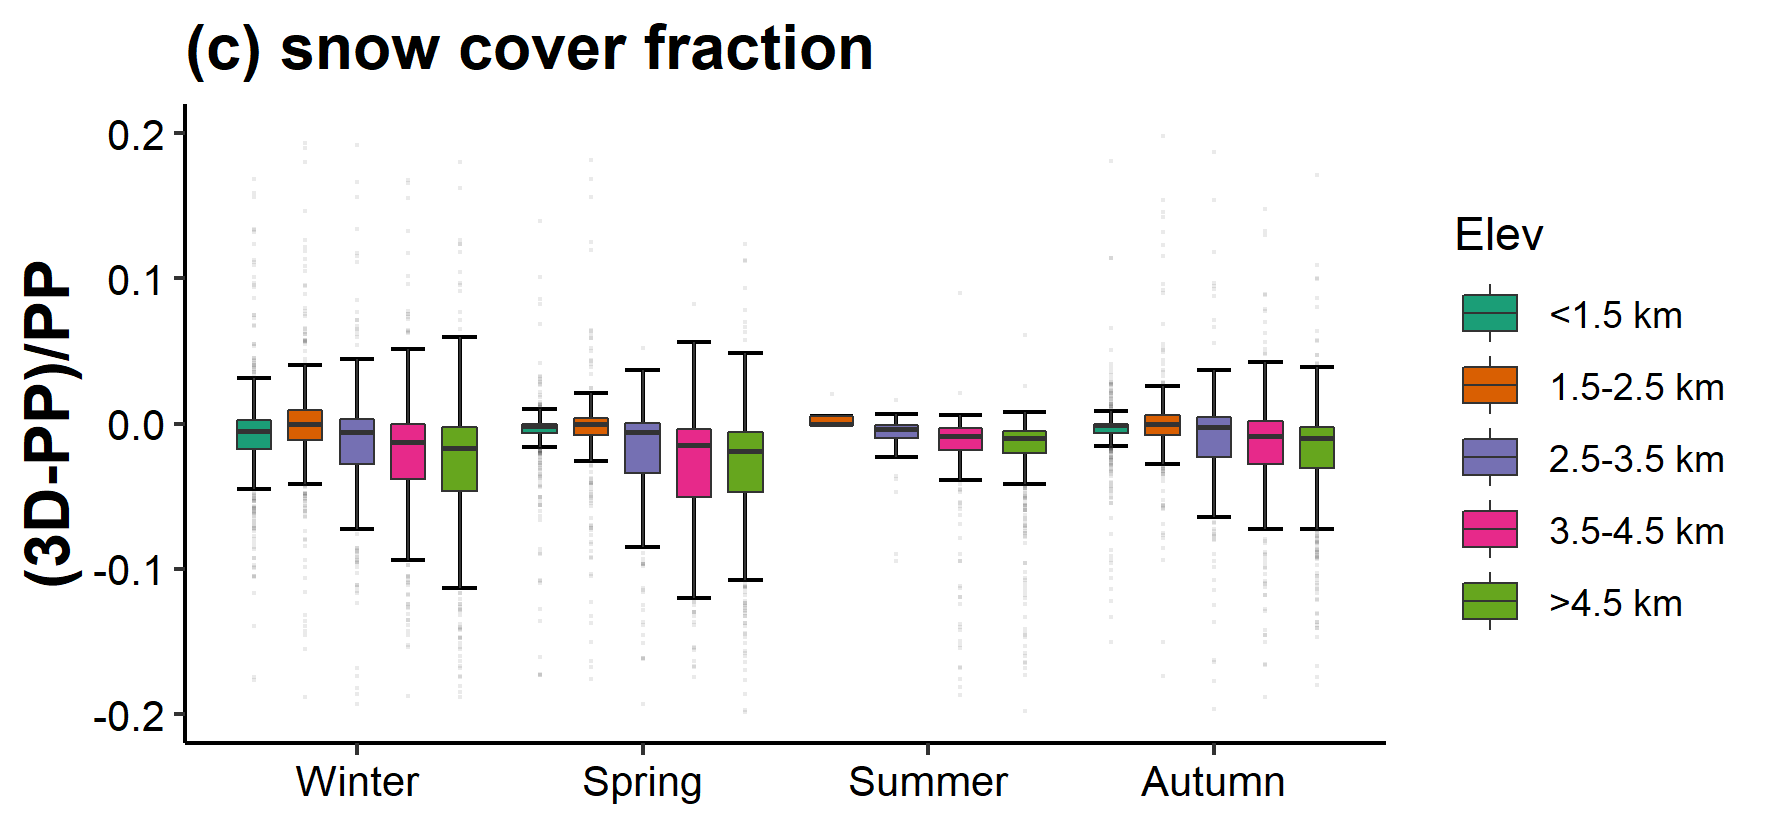 (c) snow cover fraction
(3D-PP)/PP
0.2
0.1
0.0
-0.1
-0.2
Winter
Spring
Summer
Autumn
Elev
<1.5 km
1.5-2.5 km
2.5-3.5 km
3.5-4.5 km
>4.5 km